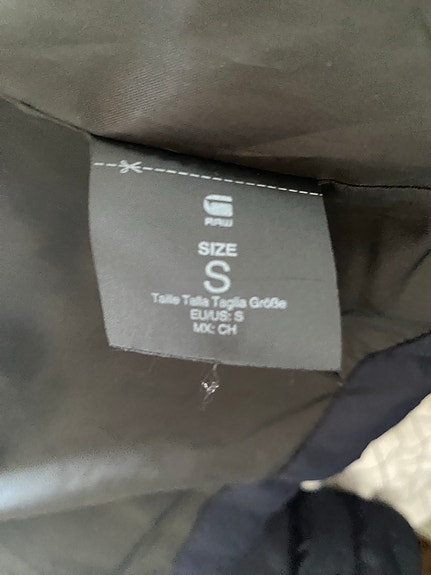 RAW
SIZE
S
Taille Talla Taglia Größe
EU/US: S
MX: CH